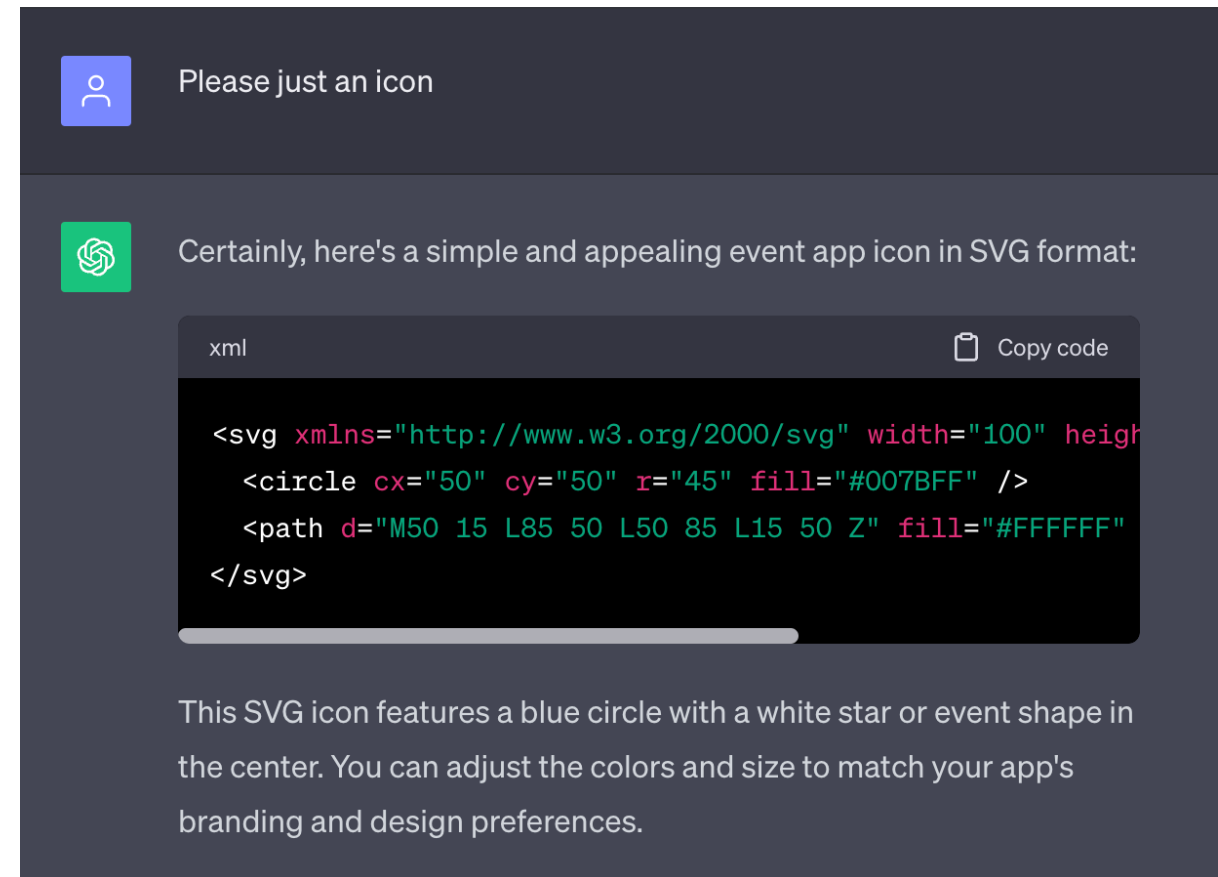 Please just an icon
Certainly, here's a simple and appealing event app icon in SVG format:
xml Copy code
<svg xmlns="http://www.w3.org/2000/svg" width="100" heigh
<circle cx="50" cy="50" r="45" fill="#007BFF" />
<path d="M50 15 L85 50 L50 85 L15 50 Z" fill="#FFFFFF"
</svg>
This SVG icon features a blue circle with a white star or event shape in
the center. You can adjust the colors and size to match your app's
branding and design preferences.